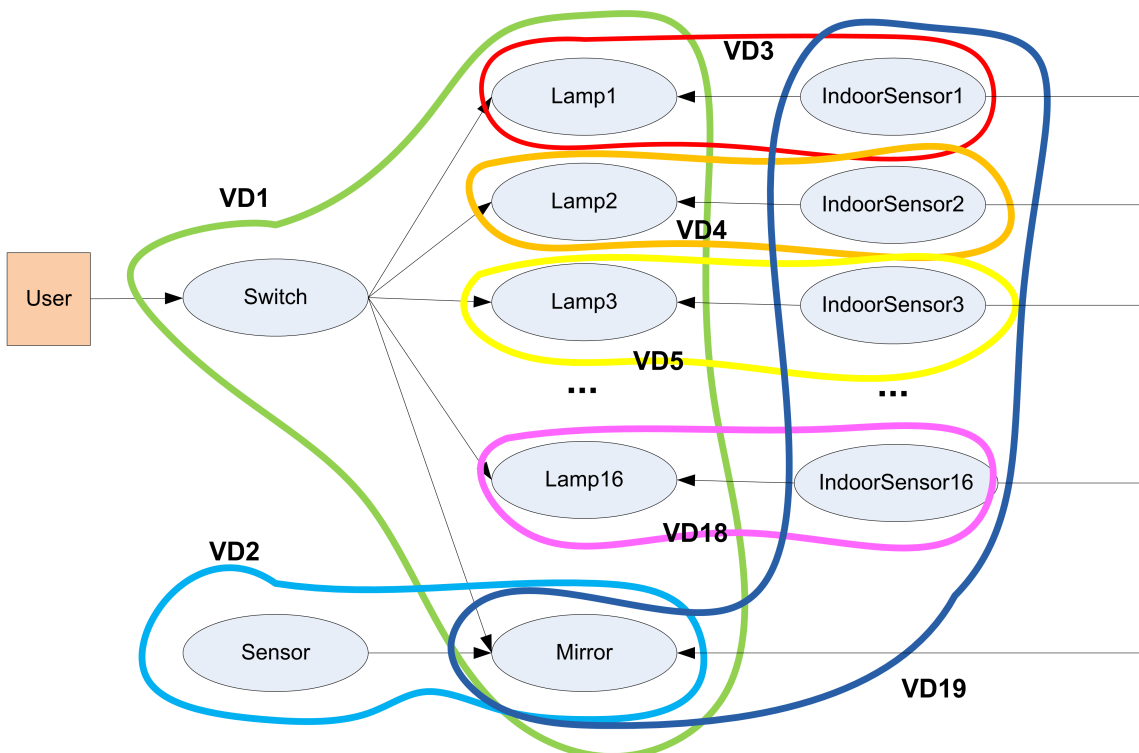 VD3
Lamp1
IndoorSensor1
VD1
Lamp2
IndoorSensor2
VD4
User
Switch
Lamp3
IndoorSensor3
VD5
...
...
Lamp16
IndoorSensor16
VD18
VD2
Sensor
Mirror
VD19